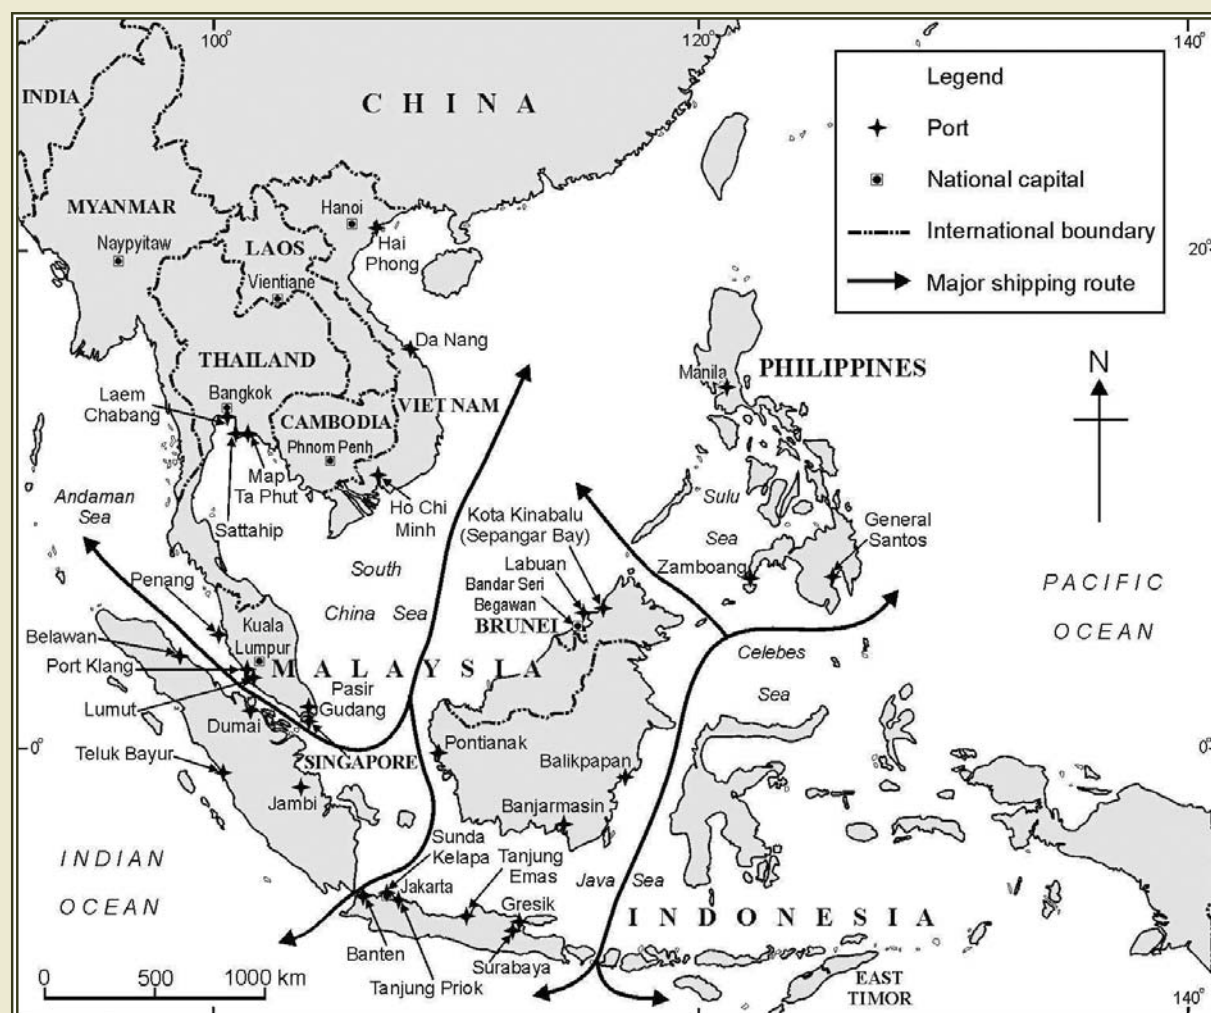 100°
120°
140°
Legend
Port
National capital
International boundary
Major shipping route
INDIA
C H I N A
MYANMAR
Naypyitaw
Hanoi
Hai
Phong
LAOS
Vientiane
20°
Da Nang
THAILAND
Laem
Chabang
Bangkok
VIET NAM
CAMBODIA
Phnom Penh
Map
Ta Phut
Sattahip
Ho Chi
Minh
Manila
PHILIPPINES
N
Andaman
Sea
South
China Sea
Kota Kinabalu
(Sepangar Bay)
Labuan
Bandar Seri
Begawan
BRUNEI
Sulu
Sea
Zamboang
General
Santos
PACIFIC
OCEAN
Penang
Belawan
Kuala
Lumpur
Port Klang
M A L A Y S I A
Lumut
Pasir
Gudang
Dumai
Celebes
Sea
0°
0°
Teluk Bayur
SINGAPORE
Pontianak
Balikpapan
Jambi
Banjarmasin
INDIAN
OCEAN
Sunda
Kelapa
Tanjung
Emas
Java Sea
Jakarta
Gresik
I N D O N E S I A
Banten
Surabaya
Tanjung Priok
EAST
TIMOR
0
500
1000 km
140°